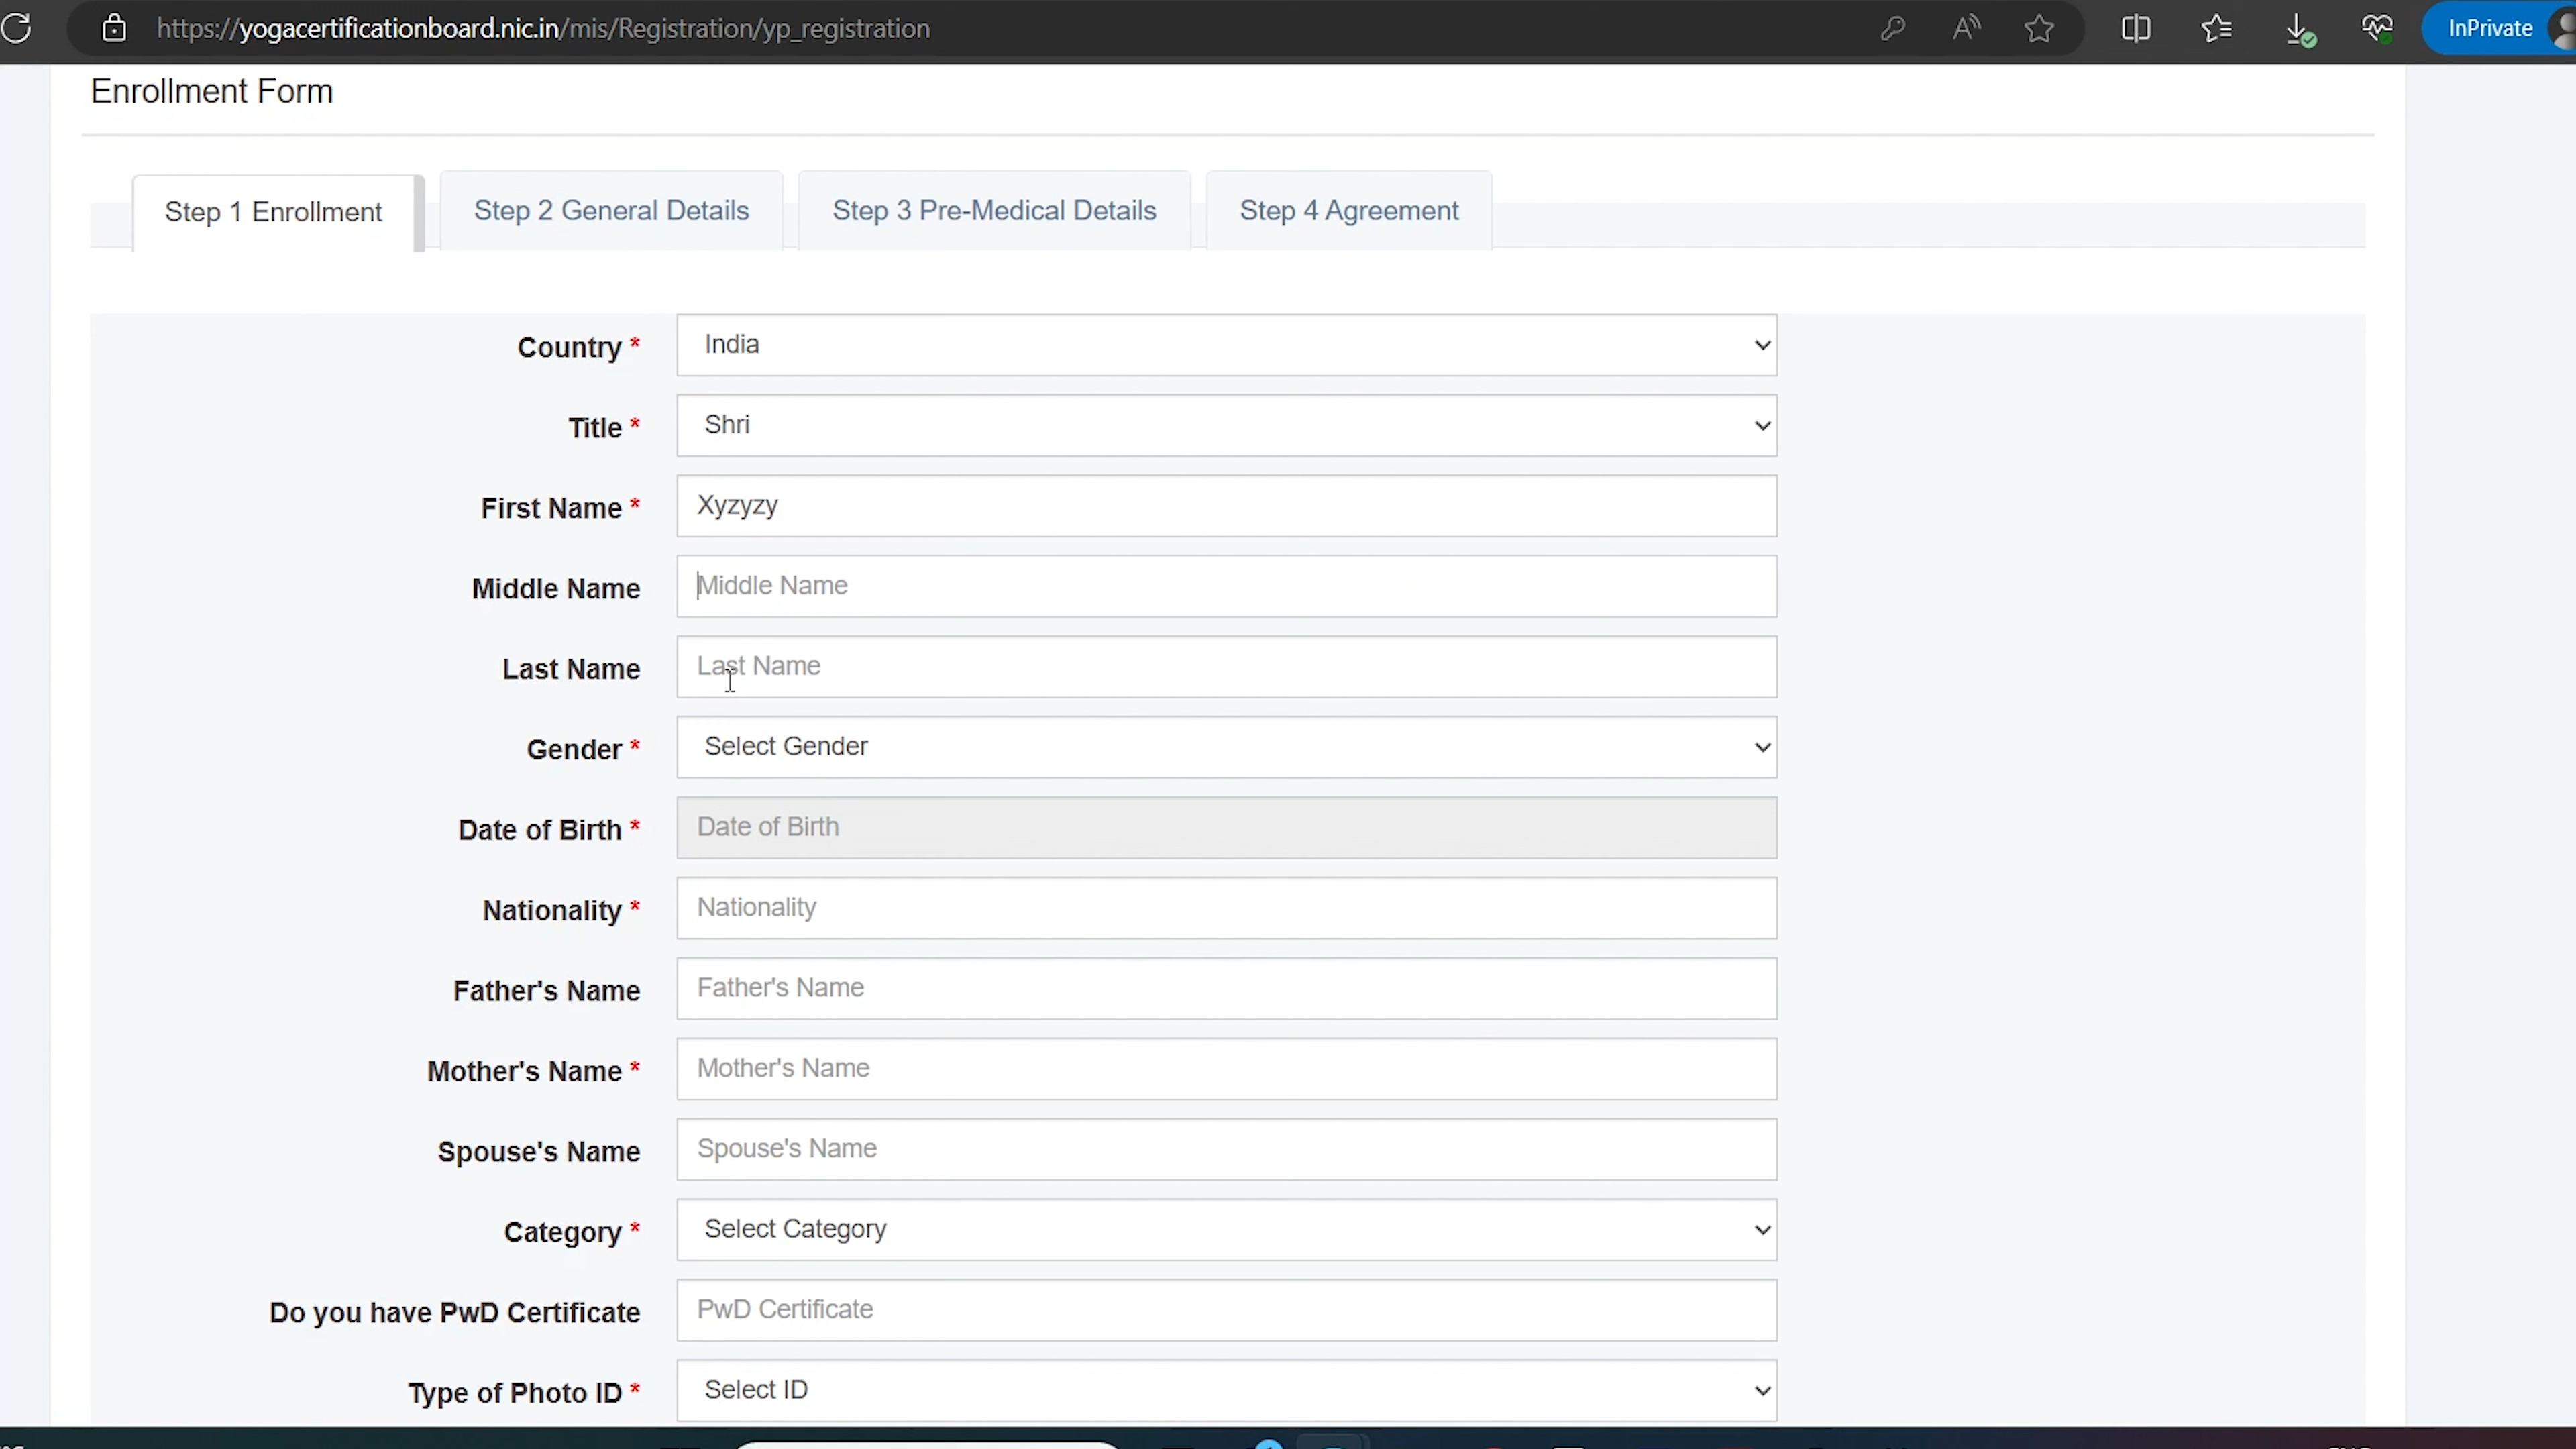 https://yogacertificationboard.nic.in/mis/Registration/yp_registration
InPrivate
Enrollment Form
Step 1 Enrollment
Step 2 General Details
Step 3 Pre-Medical Details
Step 4 Agreement
Country * India
Title * Shri
First Name * Xyzyzy
Middle Name Middle Name
Last Name Last Name
Gender * Select Gender
Date of Birth * Date of Birth
Nationality * Nationality
Father's Name Father's Name
Mother's Name * Mother's Name
Spouse's Name Spouse's Name
Category * Select Category
Do you have PwD Certificate PwD Certificate
Type of Photo ID * Select ID